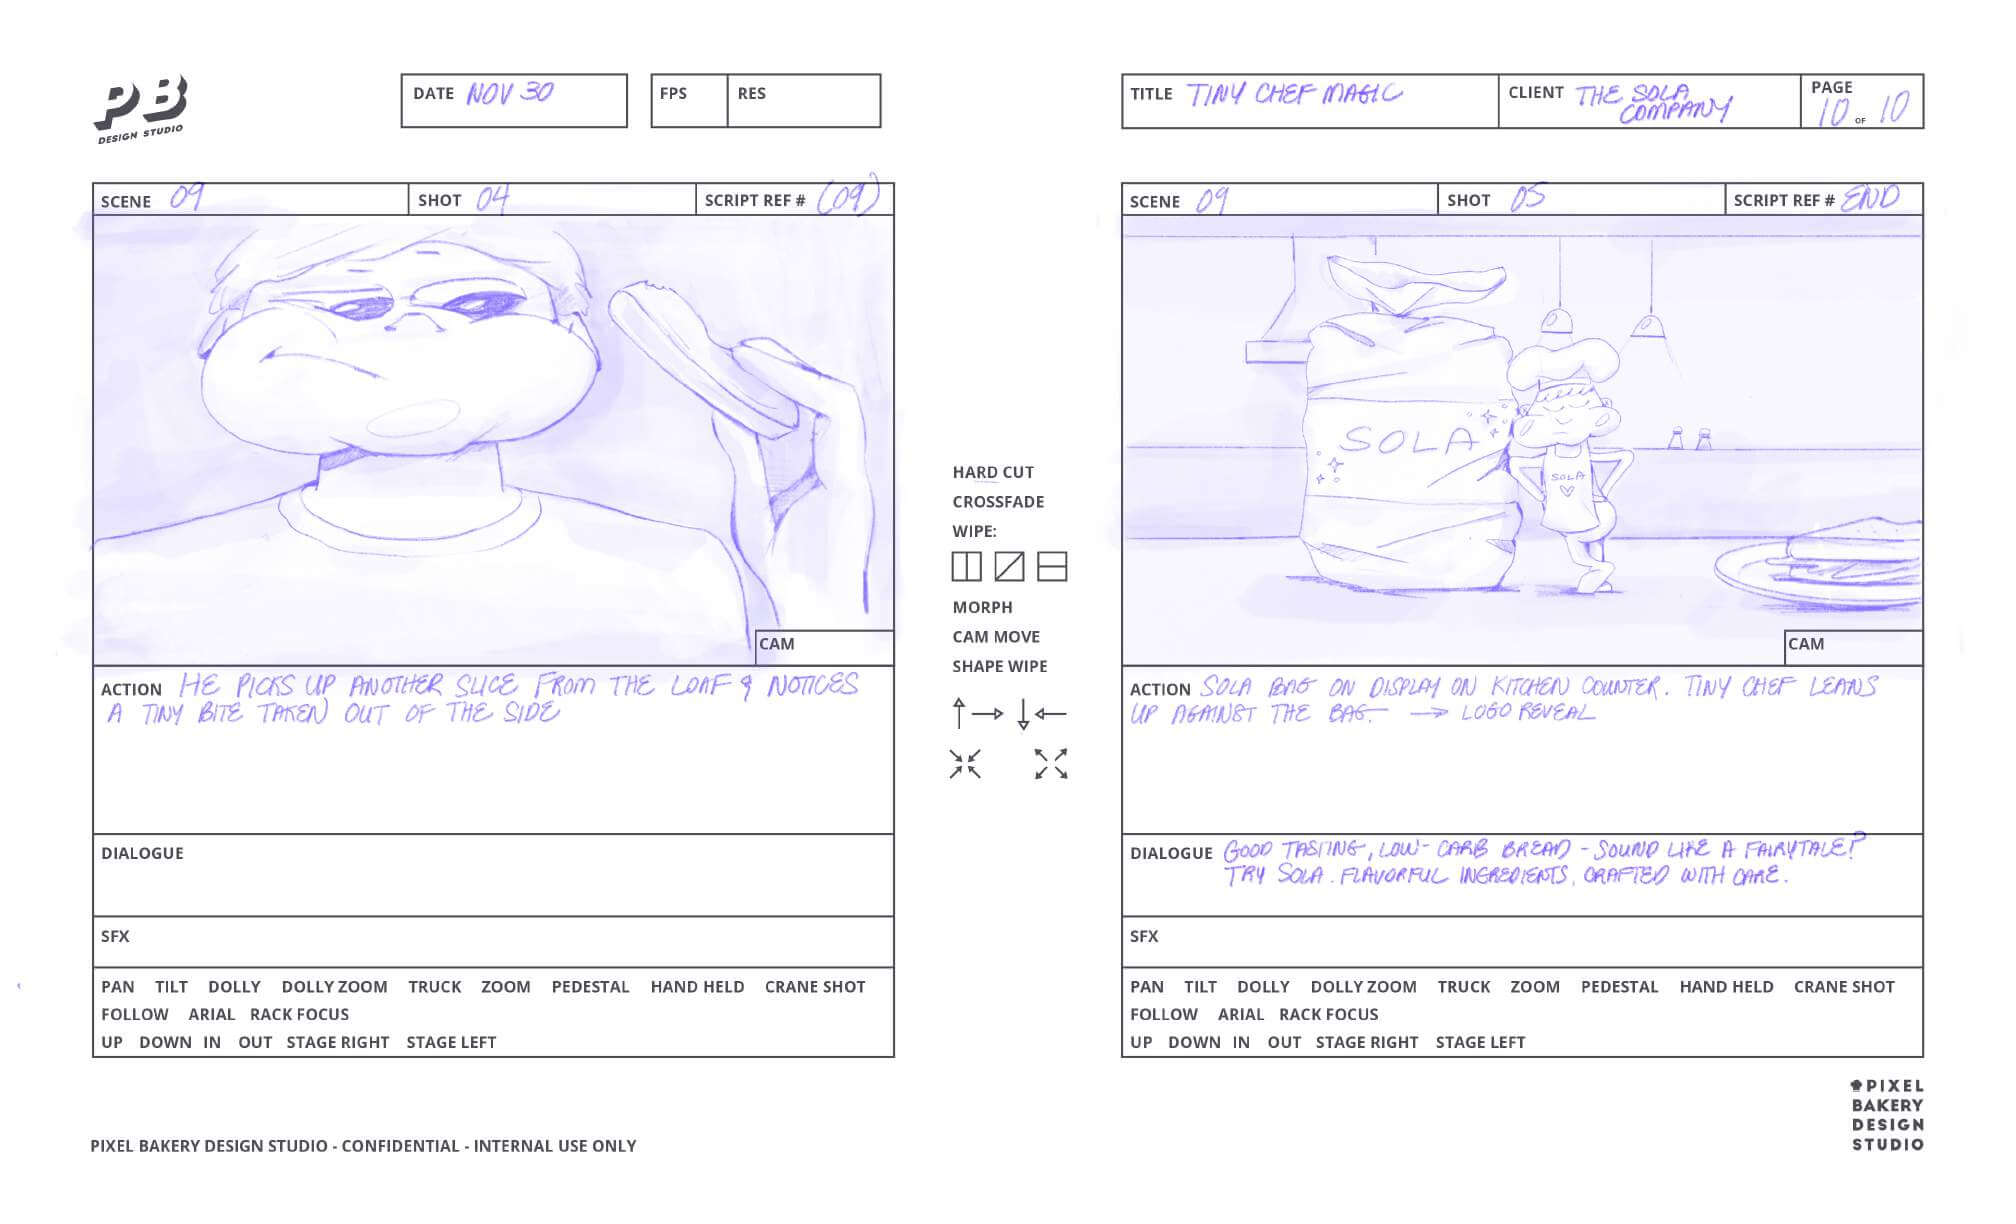 PB
DESIGN STUDIO
DATE NOV 30
FPS
RES
TITLE TINY CHEF MAGIC
CLIENT THE SOLA
COMPANY
PAGE
10 OF 10
SCENE 09
SHOT 04
SCRIPT REF # (09)
CAM
ACTION HE PICKS UP ANOTHER SLICE FROM THE LOAF & NOTICES
A TINY BITE TAKEN OUT OF THE SIDE
DIALOGUE
SFX
PAN TILT DOLLY DOLLY ZOOM TRUCK ZOOM PEDESTAL HAND HELD CRANE SHOT
FOLLOW ARIAL RACK FOCUS
UP DOWN IN OUT STAGE RIGHT STAGE LEFT
HARD CUT
CROSSFADE
WIPE:
MORPH
CAM MOVE
SHAPE WIPE
SCENE 09
SHOT 05
SCRIPT REF # END
SOLA
SOLA
CAM
ACTION SOLA BAG ON DISPLAY ON KITCHEN COUNTER. TINY CHEF LEANS
UP AGAINST THE BAG. → LOGO REVEAL
DIALOGUE GOOD TASTING, LOW-CARB BREAD - SOUND LIKE A FAIRYTALE?
TRY SOLA. FLAVORFUL INGREDIENTS, CRAFTED WITH CARE.
SFX
PAN TILT DOLLY DOLLY ZOOM TRUCK ZOOM PEDESTAL HAND HELD CRANE SHOT
FOLLOW ARIAL RACK FOCUS
UP DOWN IN OUT STAGE RIGHT STAGE LEFT
PIXEL BAKERY DESIGN STUDIO - CONFIDENTIAL - INTERNAL USE ONLY
PIXEL
BAKERY
DESIGN
STUDIO